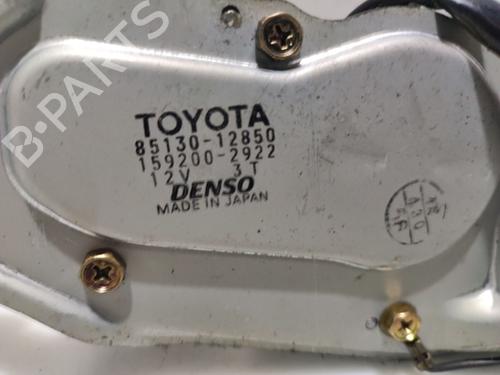 B-PARTS
TOYOTA
85130-12850
159200-2922
12V 3T
DENSO
MADE IN JAPAN